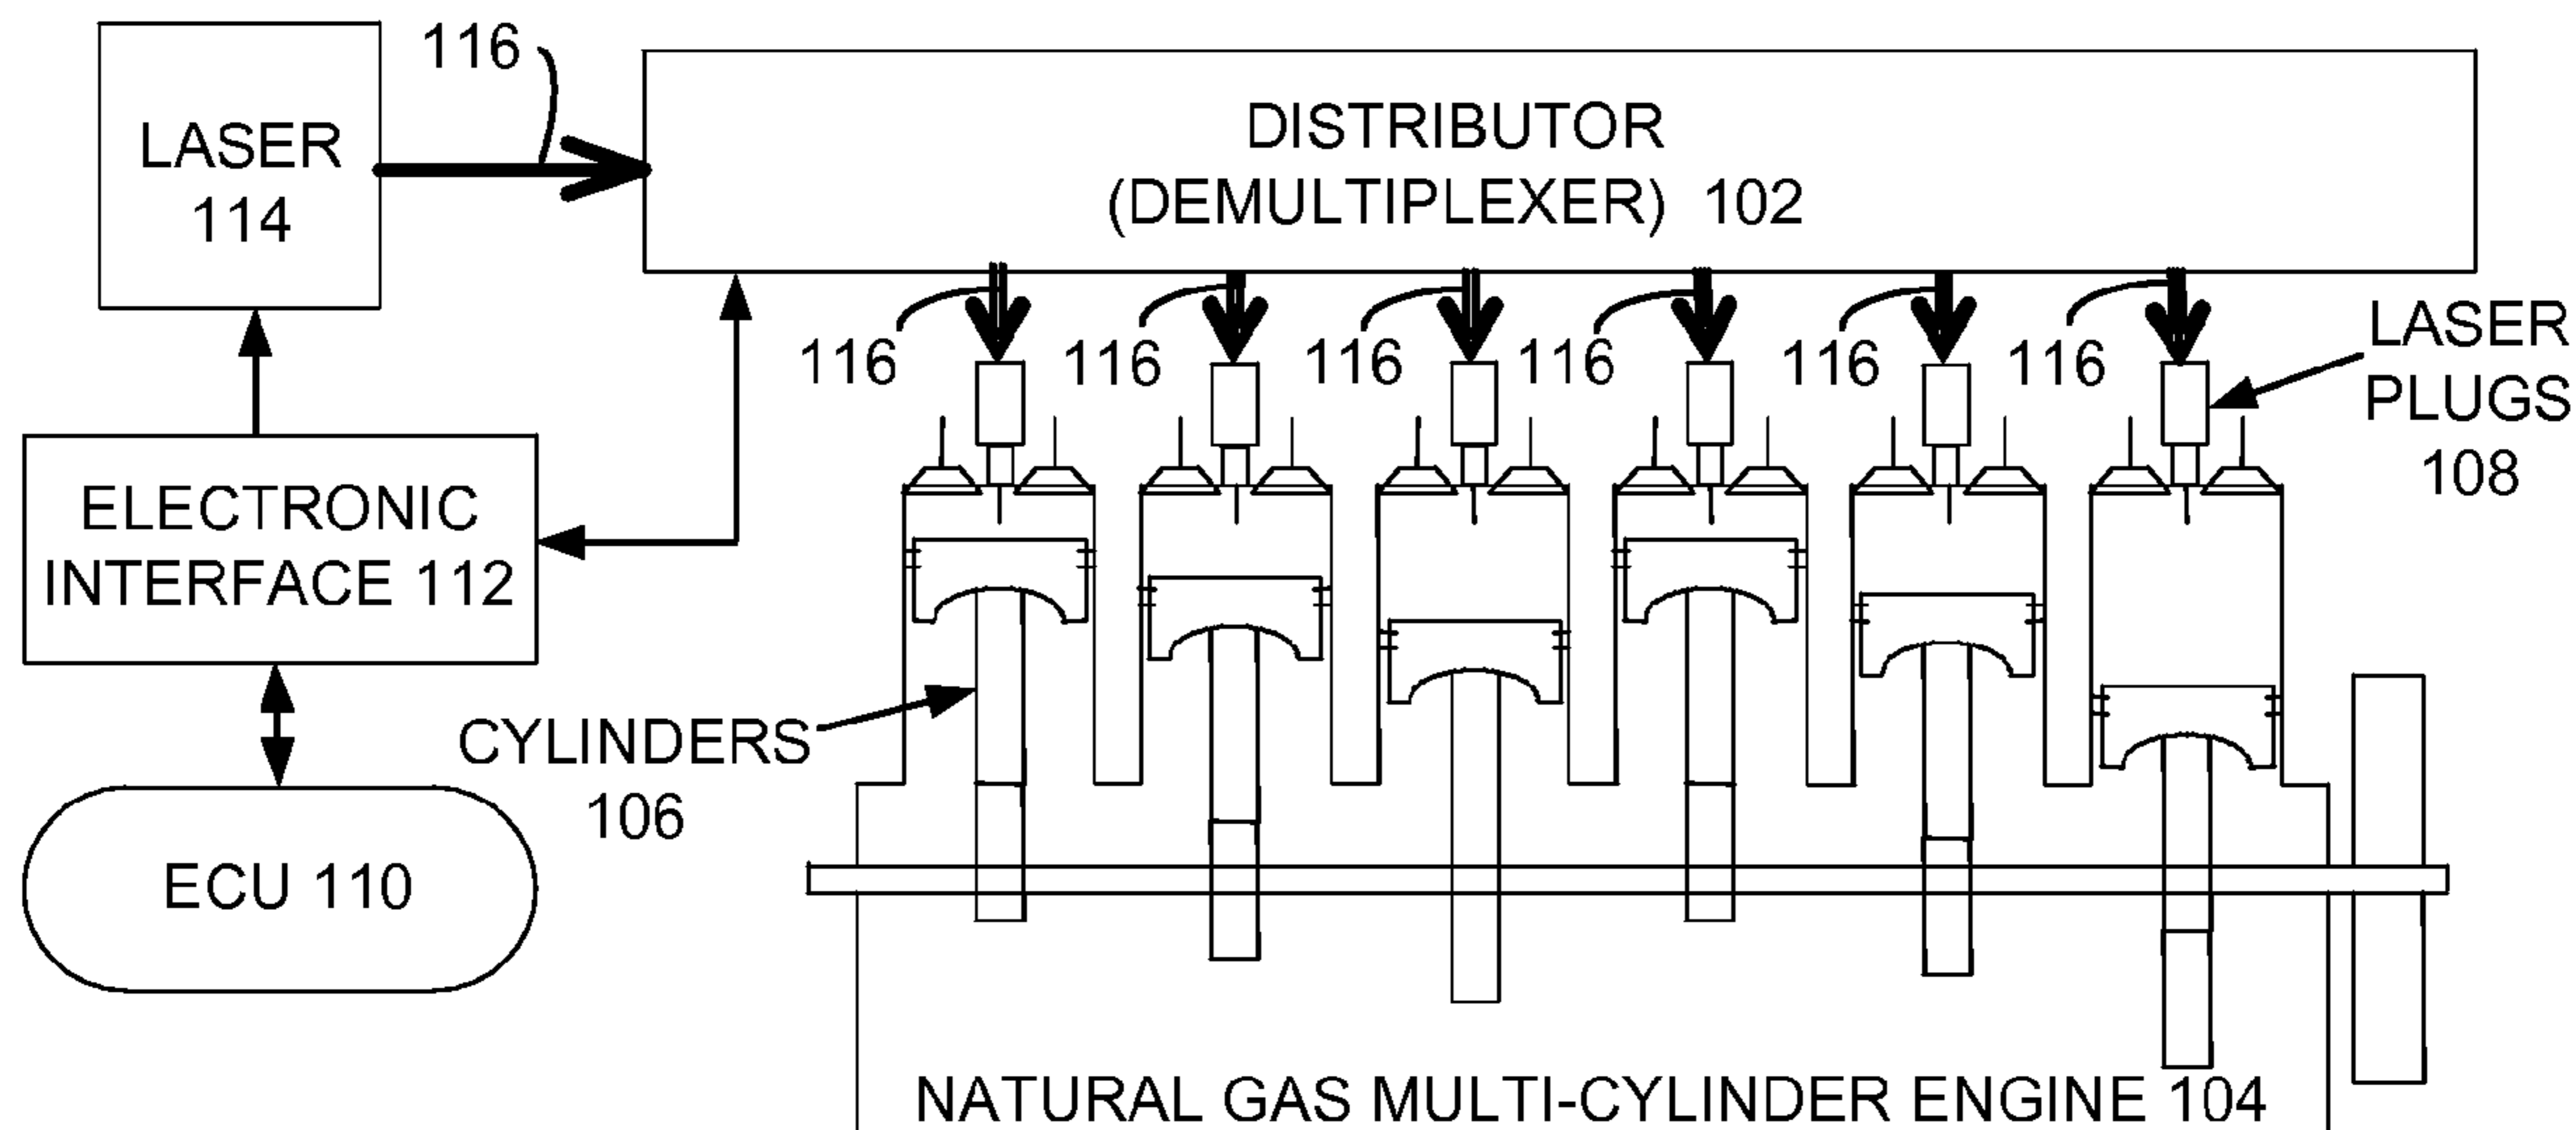 116
LASER
114
DISTRIBUTOR
(DEMULTIPLEXER) 102
116
116
116
116
116
116
LASER
PLUGS
108
ELECTRONIC
INTERFACE 112
CYLINDERS
106
ECU 110
NATURAL GAS MULTI-CYLINDER ENGINE 104